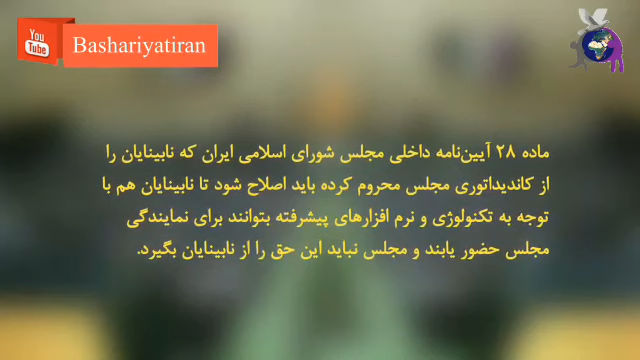 You
Tube
Bashariyatiran
ماده ۲۸ آیین‌نامه داخلی مجلس شورای اسلامی ایران که نابینایان را
از کاندیداتوری مجلس محروم کرده باید اصلاح شود تا نابینایان هم با
توجه به تکنولوژی و نرم افزارهای پیشرفته بتوانند برای نمایندگی
مجلس حضور یابند و مجلس نباید این حق را از نابینایان بگیرد.